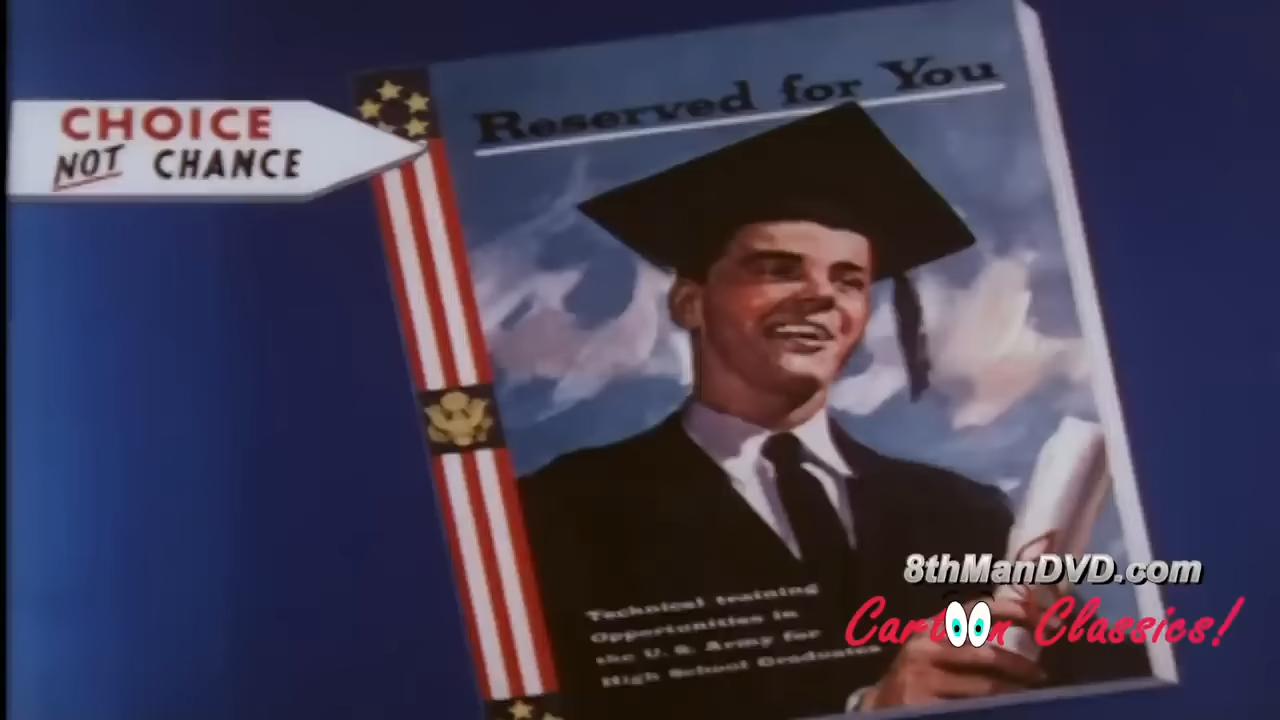 CHOICE
NOT CHANCE
Reserved for You
Technical training
Opportunities in
the U. S. Army for
High School Graduates
8thManDVD.com
Cartoon Classics!